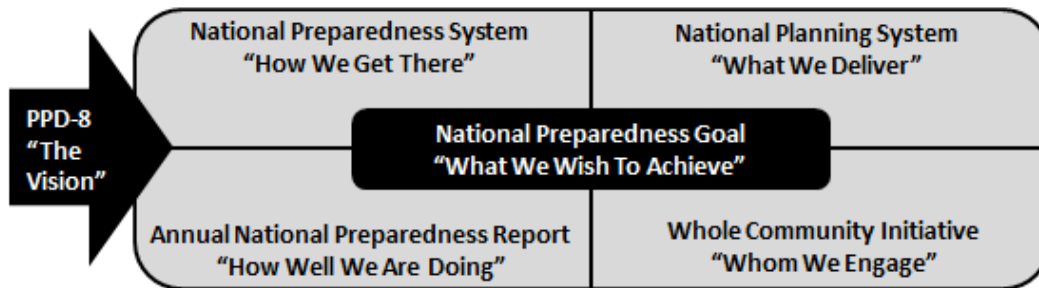 PPD-8
“The
Vision”
National Preparedness System
“How We Get There”
National Planning System
“What We Deliver”
National Preparedness Goal
“What We Wish To Achieve”
Annual National Preparedness Report
“How Well We Are Doing”
Whole Community Initiative
“Whom We Engage”